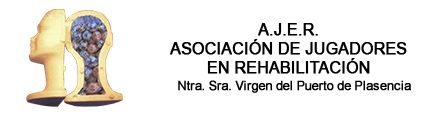 A.J.E.R.
ASOCIACIÓN DE JUGADORES
EN REHABILITACIÓN
Ntra. Sra. Virgen del Puerto de Plasencia